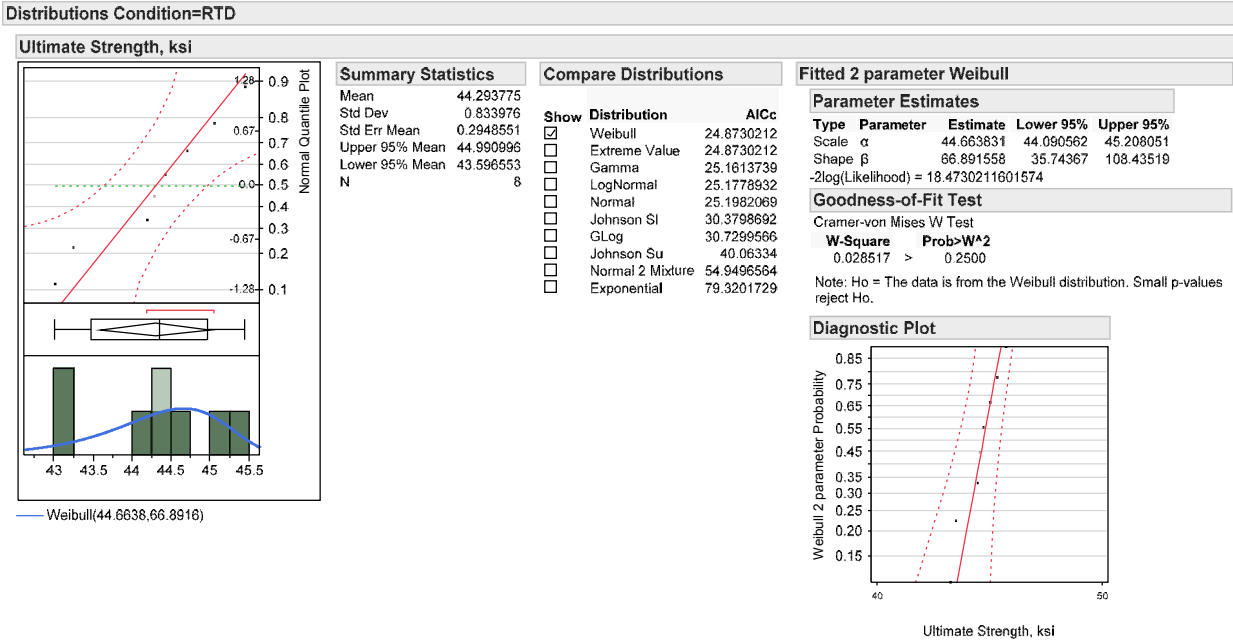 Distributions Condition=RTD
Ultimate Strength, ksi
1.28 0.9
0.8
0.67
0.7
0.6
0.0 0.5
0.4
0.3
-0.67
0.2
-1.28 0.1
Normal Quantile Plot
43 43.5 44 44.5 45 45.5
Weibull(44.6638,66.8916)
Summary Statistics
Mean 44.293775
Std Dev 0.833976
Std Err Mean 0.2948551
Upper 95% Mean 44.990996
Lower 95% Mean 43.596553
N 8
Compare Distributions
Show Distribution AICc
Weibull 24.8730212
Extreme Value 24.8730212
Gamma 25.1613739
LogNormal 25.1778932
Normal 25.1982069
Johnson Sl 30.3798692
GLog 30.7299566
Johnson Su 40.06334
Normal 2 Mixture 54.9496564
Exponential 79.3201729
Fitted 2 parameter Weibull
Parameter Estimates
Type Parameter Estimate Lower 95% Upper 95%
Scale α 44.663831 44.090562 45.208051
Shape β 66.891558 35.74367 108.43519
-2log(Likelihood) = 18.4730211601574
Goodness-of-Fit Test
Cramer-von Mises W Test
W-Square Prob>W^2
0.028517 > 0.2500
Note: Ho = The data is from the Weibull distribution. Small p-values
reject Ho.
Diagnostic Plot
Weibull 2 parameter Probability
0.85
0.75
0.65
0.55
0.45
0.35
0.30
0.25
0.20
0.15
40 50
Ultimate Strength, ksi